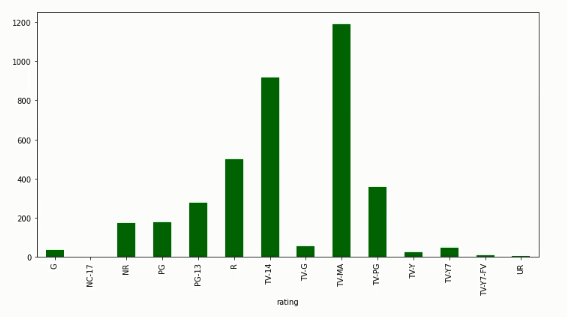 1200
1000
800
600
400
200
0
G
NC-17
NR
PG
PG-13
R
TV-14
TV-G
TV-MA
TV-PG
TV-Y
TV-Y7
TV-Y7-FV
UR
rating